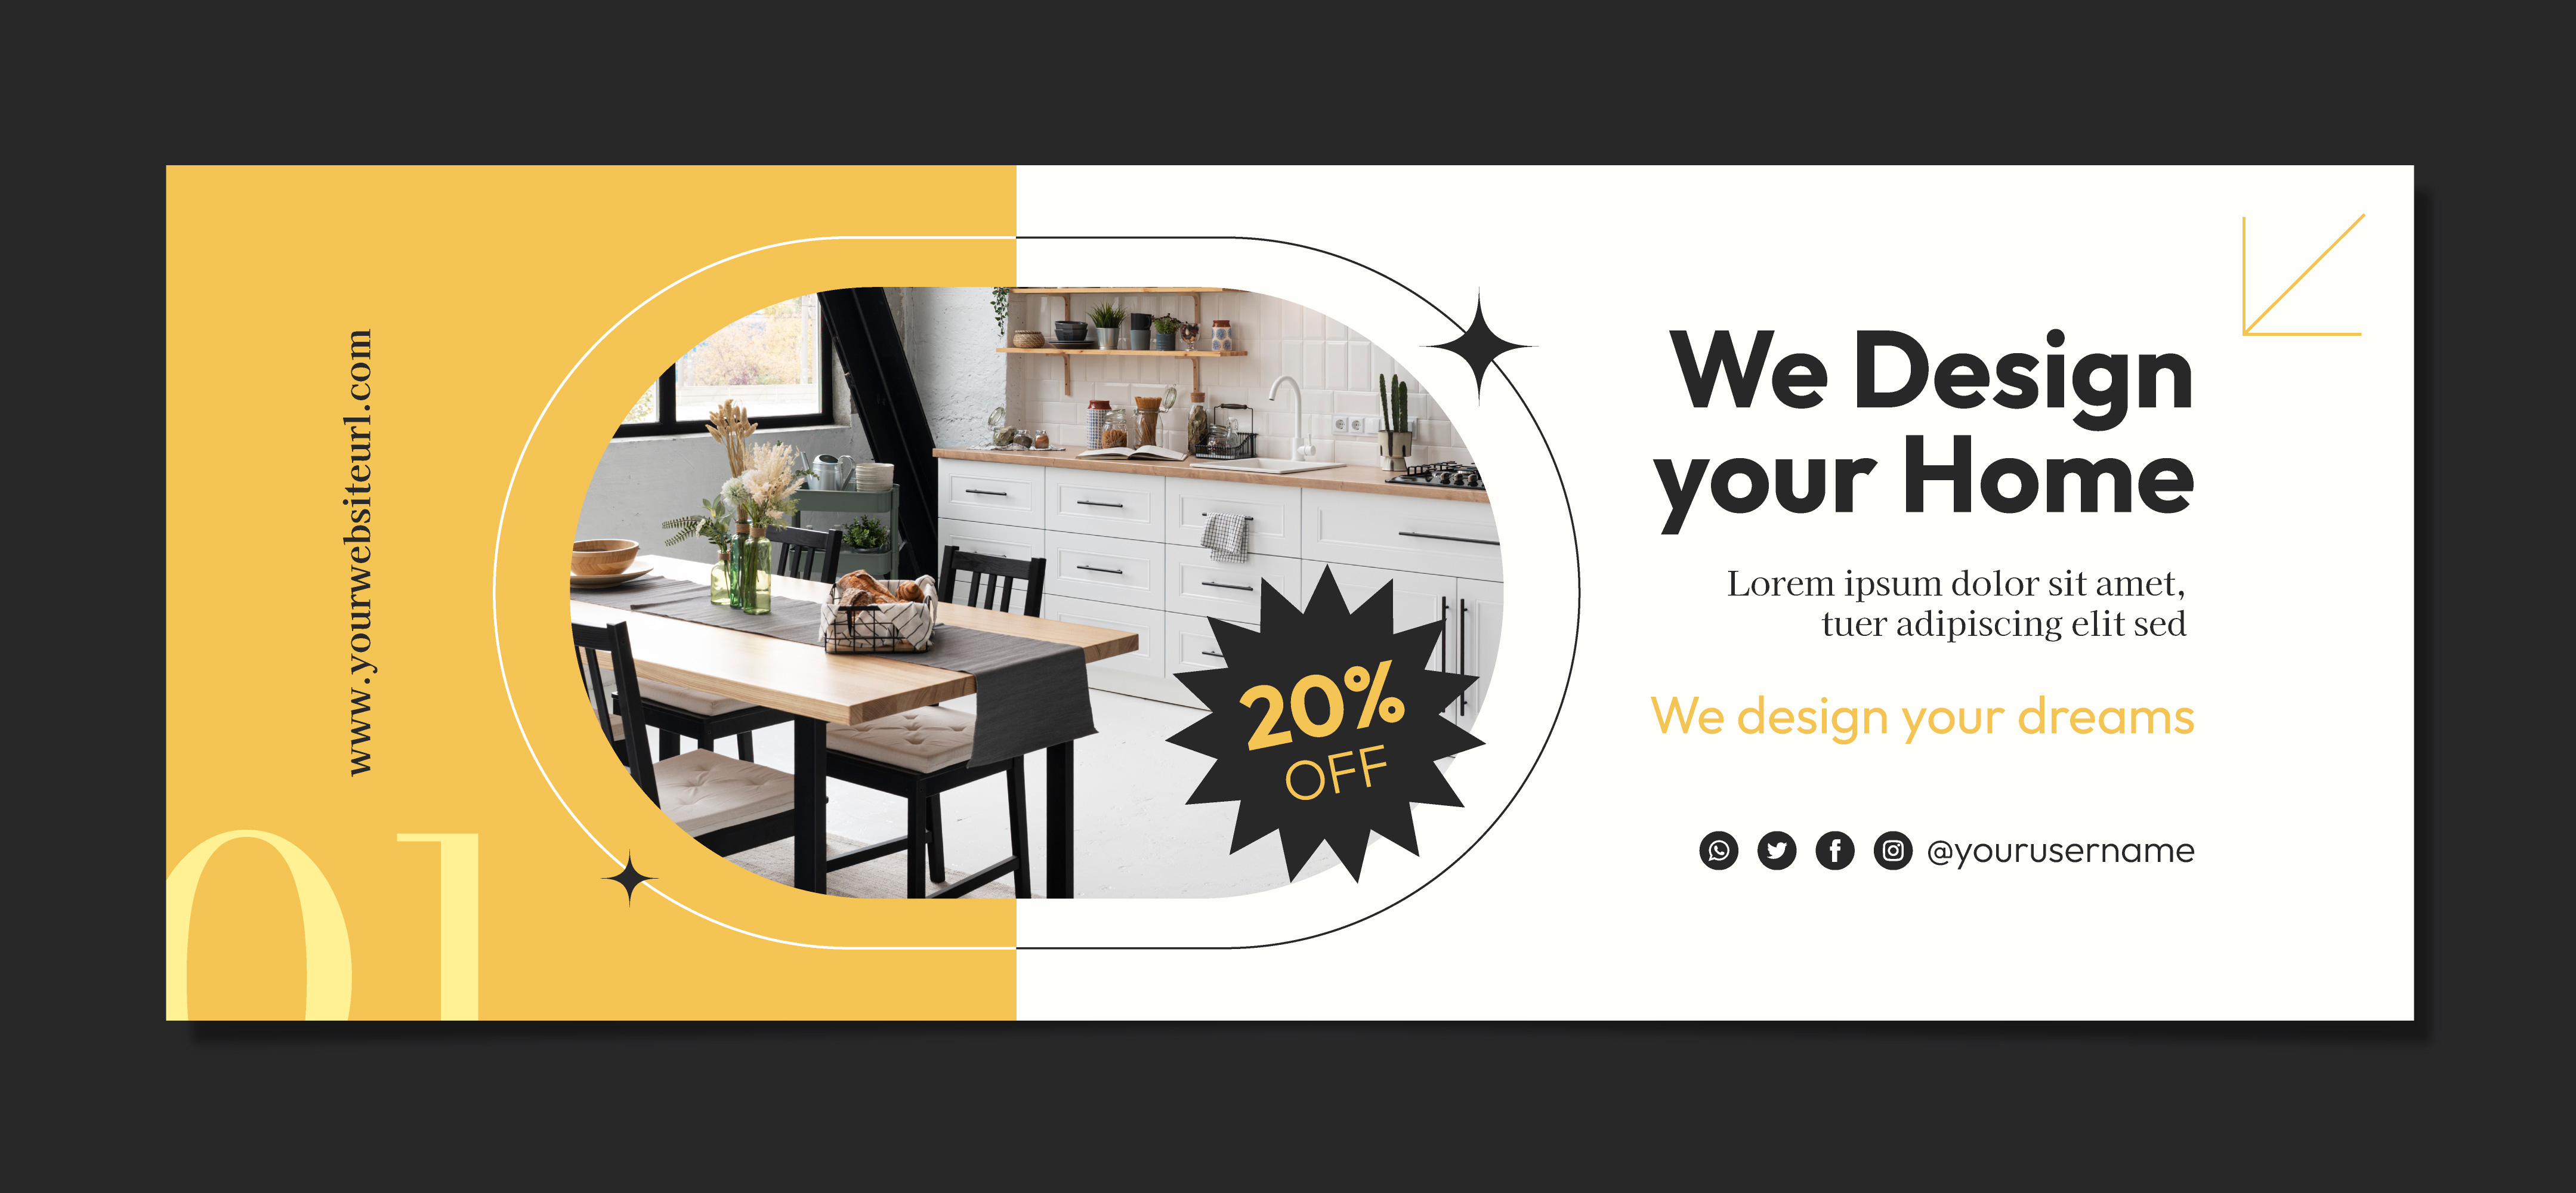 www.yourwebsiteurl.com
01
20%
OFF
We Design
your Home
Lorem ipsum dolor sit amet,
tuer adipiscing elit sed
We design your dreams
@yourusername